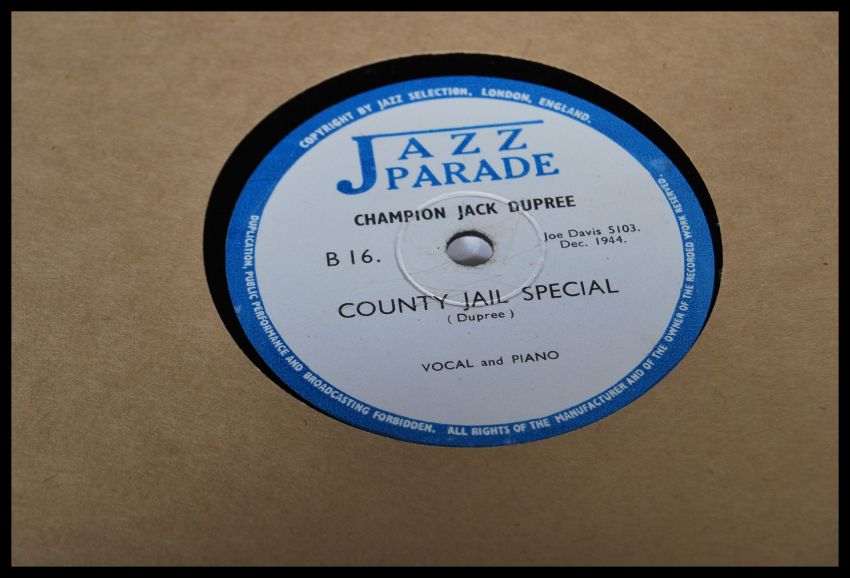 COPYRIGHT BY JAZZ SELECTION, LONDON, ENGLAND.
JAZZ
PARADE
CHAMPION JACK DUPREE
B 16.
Joe Davis 5103.
Dec. 1944.
COUNTY JAIL SPECIAL
( Dupree )
VOCAL and PIANO
DUPLICATION, PUBLIC PERFORMANCE AND BROADCASTING FORBIDDEN. ALL RIGHTS OF THE MANUFACTURER AND OF THE OWNER OF THE RECORDED WORK RESERVED.